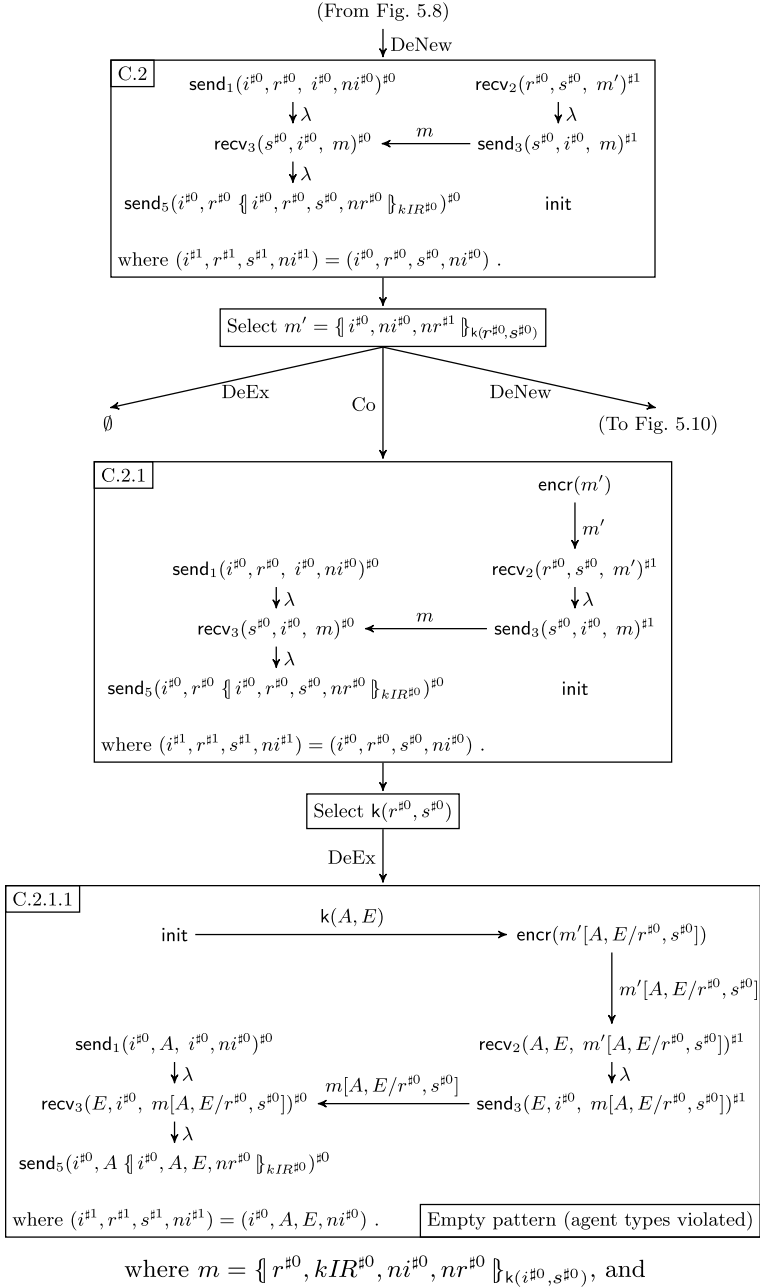 (From Fig. 5.8)
DeNew
C.2
send₁(i^♯0, r^♯0, i^♯0, ni^♯0)^♯0 recv₂(r^♯0, s^♯0, m′)^♯1
λ λ
recv₃(s^♯0, i^♯0, m)^♯0 m send₃(s^♯0, i^♯0, m)^♯1
λ
send₅(i^♯0, r^♯0 {| i^♯0, r^♯0, s^♯0, nr^♯0 |}_{kIR^♯0})^♯0 init
where (i^♯1, r^♯1, s^♯1, ni^♯1) = (i^♯0, r^♯0, s^♯0, ni^♯0) .
Select m′ = {| i^♯0, ni^♯0, nr^♯1 |}_{k(r^♯0, s^♯0)}
DeEx Co DeNew
∅ (To Fig. 5.10)
C.2.1
encr(m′)
m′
send₁(i^♯0, r^♯0, i^♯0, ni^♯0)^♯0 recv₂(r^♯0, s^♯0, m′)^♯1
λ λ
recv₃(s^♯0, i^♯0, m)^♯0 m send₃(s^♯0, i^♯0, m)^♯1
λ
send₅(i^♯0, r^♯0 {| i^♯0, r^♯0, s^♯0, nr^♯0 |}_{kIR^♯0})^♯0 init
where (i^♯1, r^♯1, s^♯1, ni^♯1) = (i^♯0, r^♯0, s^♯0, ni^♯0) .
Select k(r^♯0, s^♯0)
DeEx
C.2.1.1
init k(A, E) encr(m′[A, E/r^♯0, s^♯0])
m′[A, E/r^♯0, s^♯0]
send₁(i^♯0, A, i^♯0, ni^♯0)^♯0 recv₂(A, E, m′[A, E/r^♯0, s^♯0])^♯1
λ λ
recv₃(E, i^♯0, m[A, E/r^♯0, s^♯0])^♯0 m[A, E/r^♯0, s^♯0] send₃(E, i^♯0, m[A, E/r^♯0, s^♯0])^♯1
λ
send₅(i^♯0, A {| i^♯0, A, E, nr^♯0 |}_{kIR^♯0})^♯0
where (i^♯1, r^♯1, s^♯1, ni^♯1) = (i^♯0, A, E, ni^♯0) . Empty pattern (agent types violated)
where m = {| r^♯0, kIR^♯0, ni^♯0, nr^♯0 |}_{k(i^♯0, s^♯0)}, and